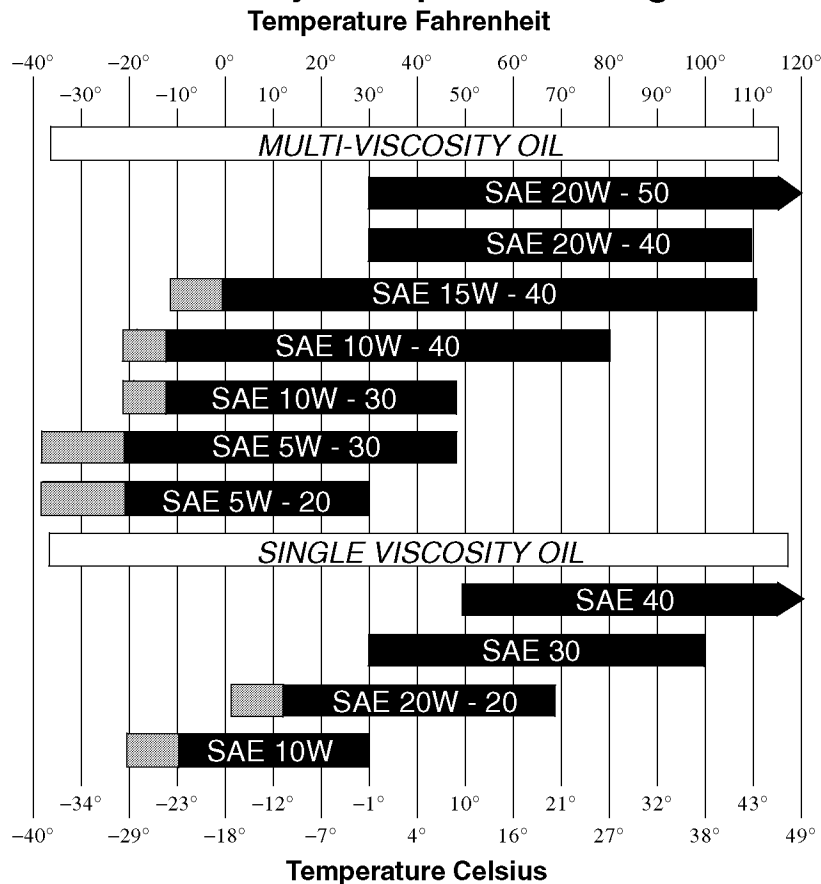 Temperature Fahrenheit
−40° −20° 0° 20° 30° 40° 60° 80° 100° 120°
−30° −10° 10° 30° 50° 70° 90° 110°
MULTI-VISCOSITY OIL
SAE 20W - 50
SAE 20W - 40
SAE 15W - 40
SAE 10W - 40
SAE 10W - 30
SAE 5W - 30
SAE 5W - 20
SINGLE VISCOSITY OIL
SAE 40
SAE 30
SAE 20W - 20
SAE 10W
−34° −23° −12° −1° 10° 21° 32° 43°
−40° −29° −18° −7° 4° 16° 27° 38° 49°
Temperature Celsius